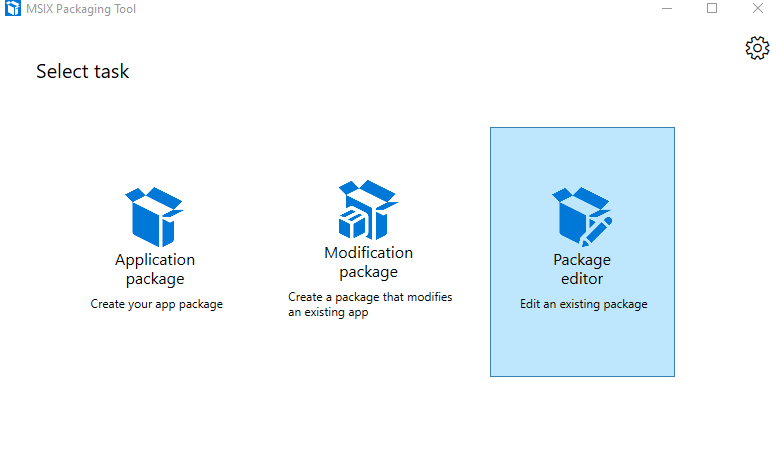 MSIX Packaging Tool
Select task
Application
package
Create your app package
Modification
package
Create a package that modifies
an existing app
Package
editor
Edit an existing package